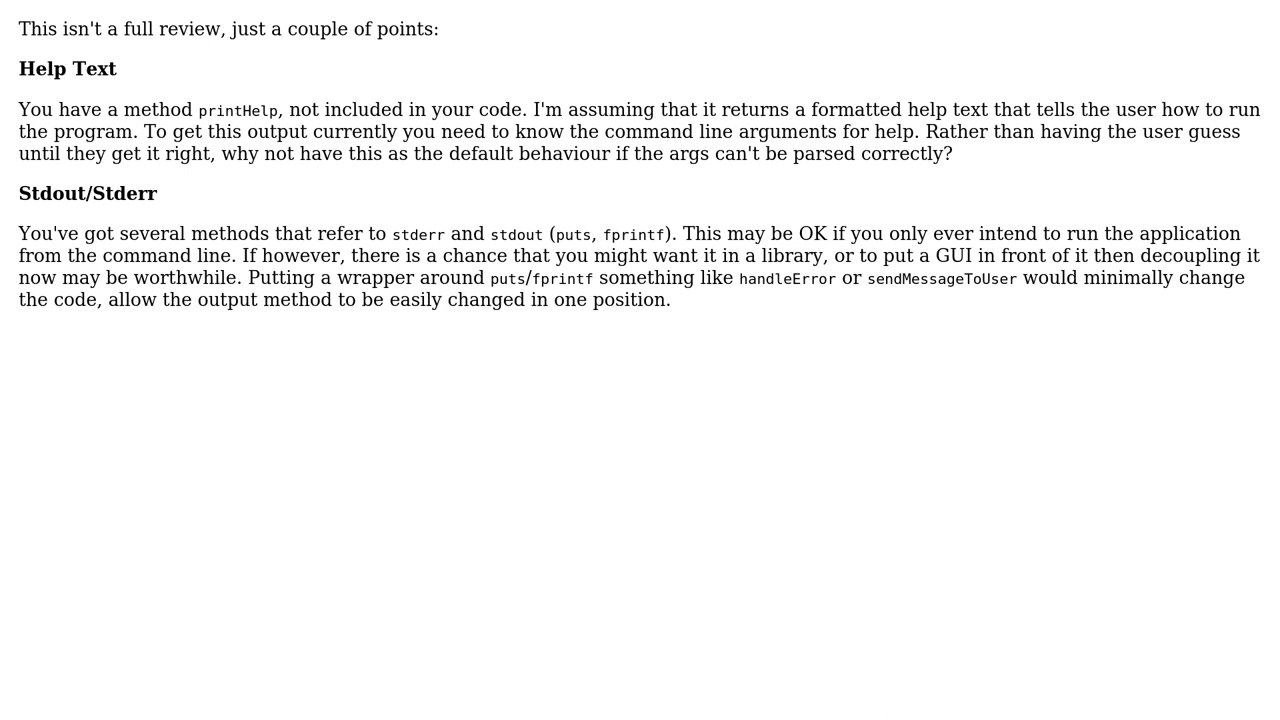 This isn't a full review, just a couple of points:
Help Text
You have a method printHelp, not included in your code. I'm assuming that it returns a formatted help text that tells the user how to run
the program. To get this output currently you need to know the command line arguments for help. Rather than having the user guess
until they get it right, why not have this as the default behaviour if the args can't be parsed correctly?
Stdout/Stderr
You've got several methods that refer to stderr and stdout (puts, fprintf). This may be OK if you only ever intend to run the application
from the command line. If however, there is a chance that you might want it in a library, or to put a GUI in front of it then decoupling it
now may be worthwhile. Putting a wrapper around puts/fprintf something like handleError or sendMessageToUser would minimally change
the code, allow the output method to be easily changed in one position.